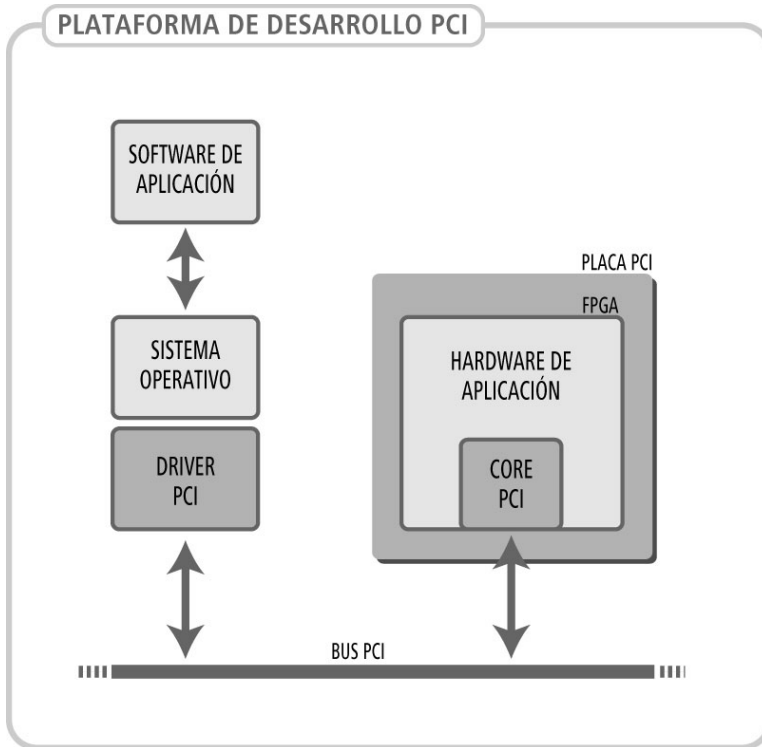 PLATAFORMA DE DESARROLLO PCI
SOFTWARE DE
APLICACIÓN
SISTEMA
OPERATIVO
DRIVER
PCI
PLACA PCI
FPGA
HARDWARE DE
APLICACIÓN
CORE
PCI
BUS PCI